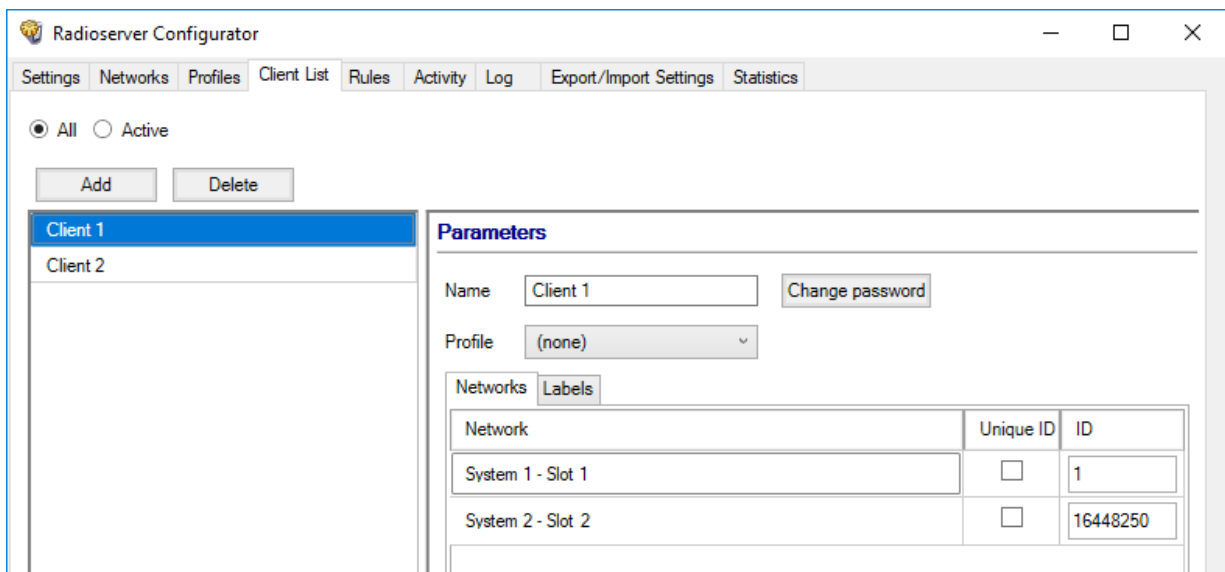 Radioserver Configurator
Settings Networks Profiles Client List Rules Activity Log Export/Import Settings Statistics
All Active
Add Delete
Client 1
Client 2
Parameters
Name Client 1 Change password
Profile (none)
Networks Labels
Network Unique ID ID
System 1 - Slot 1 1
System 2 - Slot 2 16448250